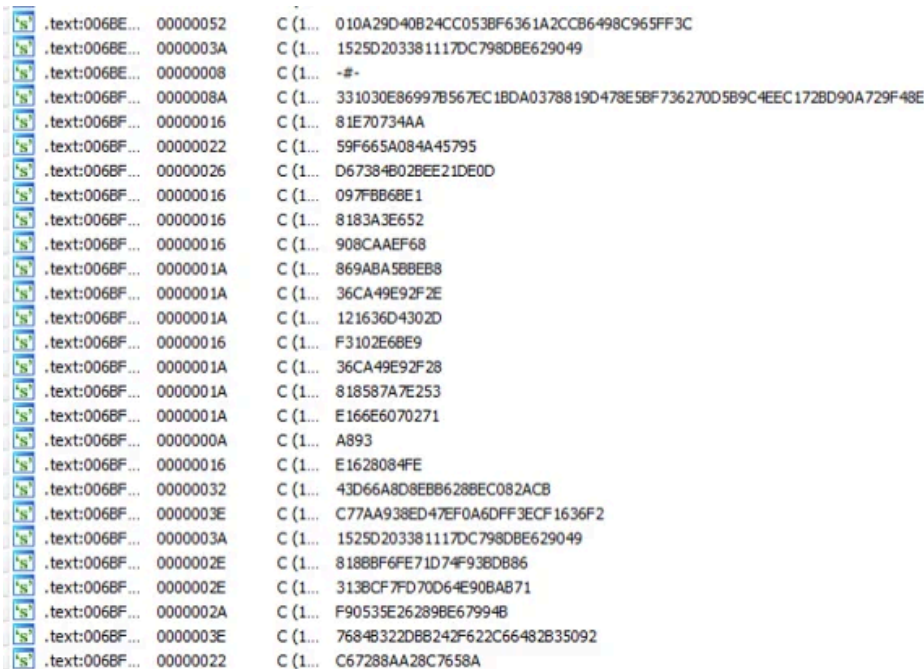 's' .text:006BE... 00000052 C (1... 010A29D40B24CC053BF6361A2CCB6498C965FF3C
's' .text:006BE... 0000003A C (1... 1525D203381117DC798DBE629049
's' .text:006BE... 00000008 C (1... -#-
's' .text:006BF... 0000008A C (1... 331030E86997B567EC1BDA0378819D478E5BF736270D5B9C4EEC172BD90A729F48E
's' .text:006BF... 00000016 C (1... 81E70734AA
's' .text:006BF... 00000022 C (1... 59F665A084A45795
's' .text:006BF... 00000026 C (1... D67384B02BEE21DE0D
's' .text:006BF... 00000016 C (1... 097FBB6BE1
's' .text:006BF... 00000016 C (1... 8183A3E652
's' .text:006BF... 00000016 C (1... 908CAAEF68
's' .text:006BF... 0000001A C (1... 869ABA5BBEB8
's' .text:006BF... 0000001A C (1... 36CA49E92F2E
's' .text:006BF... 0000001A C (1... 121636D4302D
's' .text:006BF... 00000016 C (1... F3102E6BE9
's' .text:006BF... 0000001A C (1... 36CA49E92F28
's' .text:006BF... 0000001A C (1... 818587A7E253
's' .text:006BF... 0000001A C (1... E166E6070271
's' .text:006BF... 0000000A C (1... A893
's' .text:006BF... 00000016 C (1... E1628084FE
's' .text:006BF... 00000032 C (1... 43D66A8D8EBB628BEC082ACB
's' .text:006BF... 0000003E C (1... C77AA938ED47EF0A6DFF3ECF1636F2
's' .text:006BF... 0000003A C (1... 1525D203381117DC798DBE629049
's' .text:006BF... 0000002E C (1... 818BBF6FE71D74F93BDB86
's' .text:006BF... 0000002E C (1... 313BCF7FD70D64E90BAB71
's' .text:006BF... 0000002A C (1... F90535E26289BE67994B
's' .text:006BF... 0000003E C (1... 7684B322DBB242F622C66482B35092
's' .text:006BF... 00000022 C (1... C67288AA28C7658A